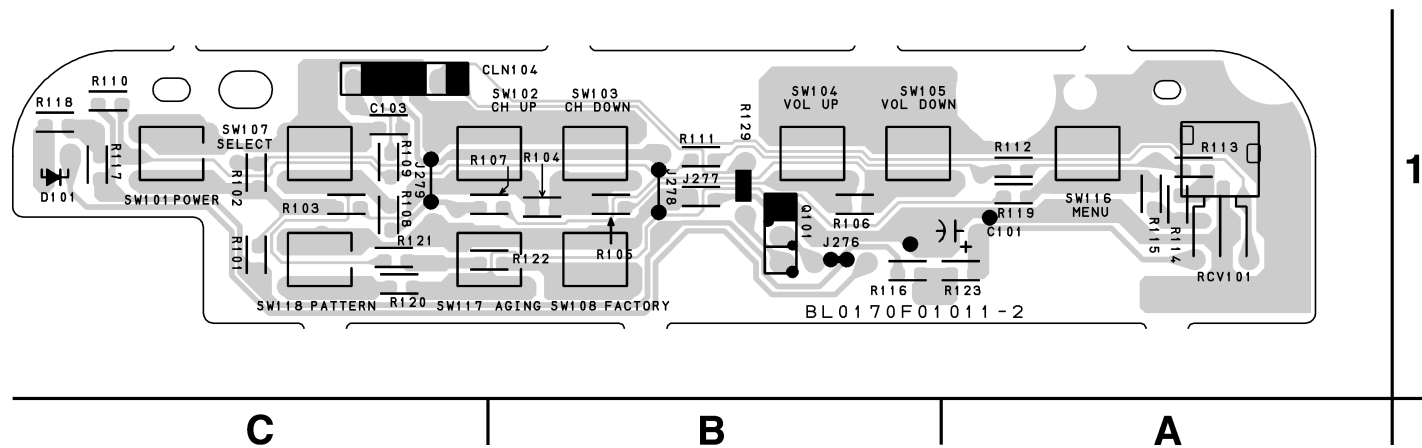 CLN104
R110
R118
C103
SW102
CH UP
SW103
CH DOWN
SW104
VOL UP
SW105
VOL DOWN
R129
SW107
SELECT
R111
R112
R113
R117
R109
J279
R107
R104
J277
J278
D101
SW101 POWER
R102
R103
R108
R106
Q101
R119
C101
+
SW116
MENU
R115
R114
R101
R121
R122
R105
J276
RCV101
SW118 PATTERN
R120
SW117 AGING
SW108 FACTORY
R116
R123
BL0170F01011-2
1
C
B
A